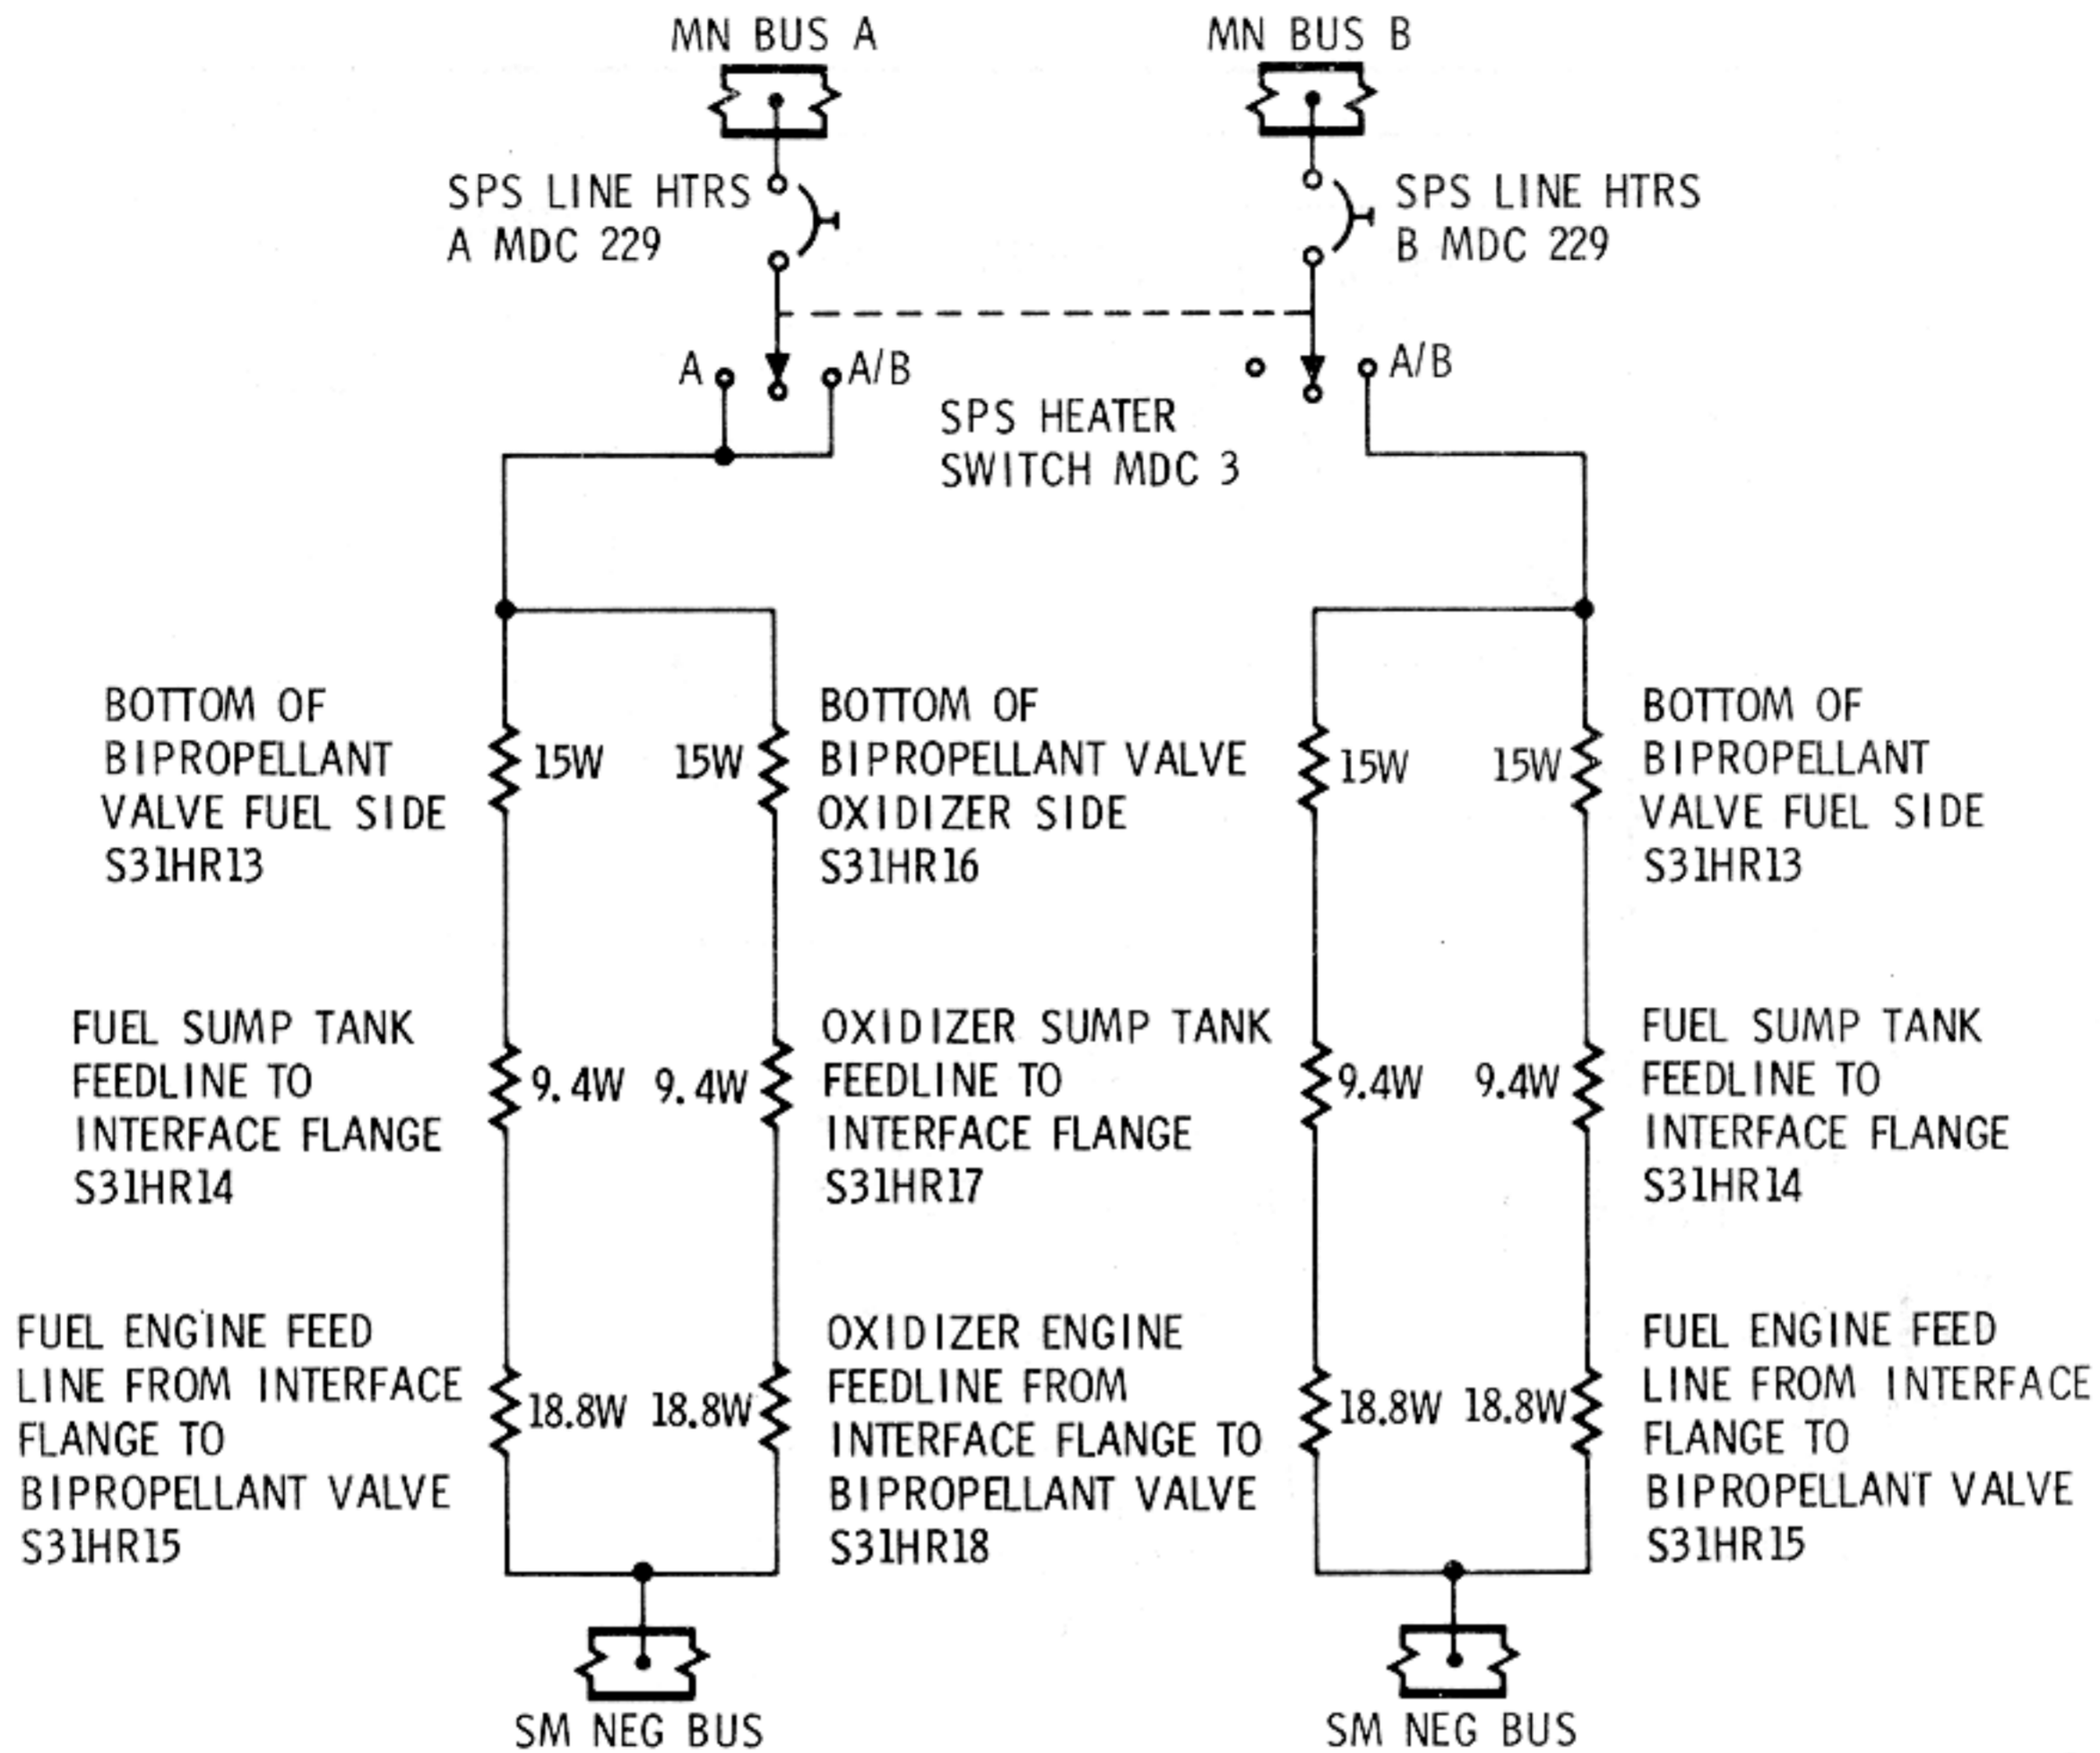 MN BUS A
MN BUS B
SPS LINE HTRS
A MDC 229
SPS LINE HTRS
B MDC 229
A
A/B
A/B
SPS HEATER
SWITCH MDC 3
BOTTOM OF
BIPROPELLANT
VALVE FUEL SIDE
S31HR13
15W
15W
BOTTOM OF
BIPROPELLANT VALVE
OXIDIZER SIDE
S31HR16
15W
15W
BOTTOM OF
BIPROPELLANT
VALVE FUEL SIDE
S31HR13
FUEL SUMP TANK
FEEDLINE TO
INTERFACE FLANGE
S31HR14
9.4W
9.4W
OXIDIZER SUMP TANK
FEEDLINE TO
INTERFACE FLANGE
S31HR17
9.4W
9.4W
FUEL SUMP TANK
FEEDLINE TO
INTERFACE FLANGE
S31HR14
FUEL ENGINE FEED
LINE FROM INTERFACE
FLANGE TO
BIPROPELLANT VALVE
S31HR15
18.8W
18.8W
OXIDIZER ENGINE
FEEDLINE FROM
INTERFACE FLANGE TO
BIPROPELLANT VALVE
S31HR18
18.8W
18.8W
FUEL ENGINE FEED
LINE FROM INTERFACE
FLANGE TO
BIPROPELLANT VALVE
S31HR15
SM NEG BUS
SM NEG BUS